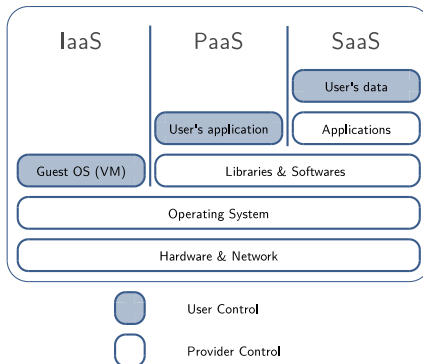 IaaS PaaS SaaS
User's data
User's application Applications
Guest OS (VM) Libraries & Softwares
Operating System
Hardware & Network
User Control
Provider Control